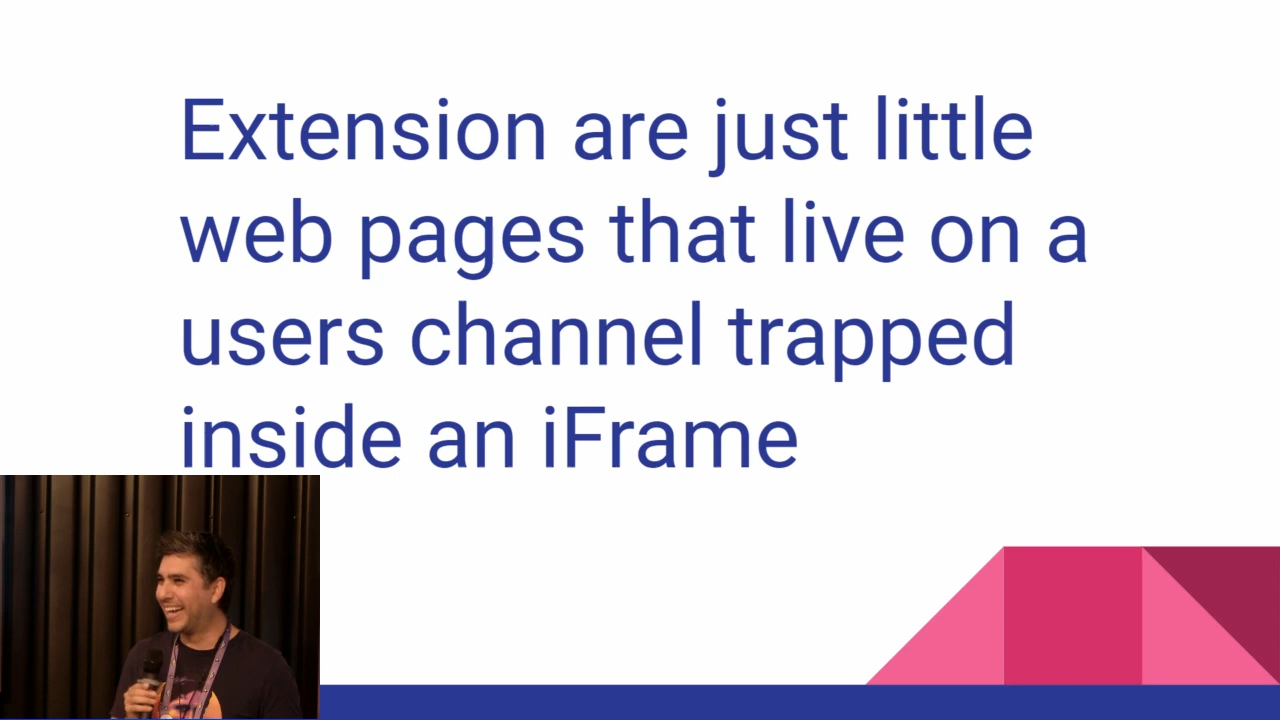 Extension are just little
web pages that live on a
users channel trapped
inside an iFrame